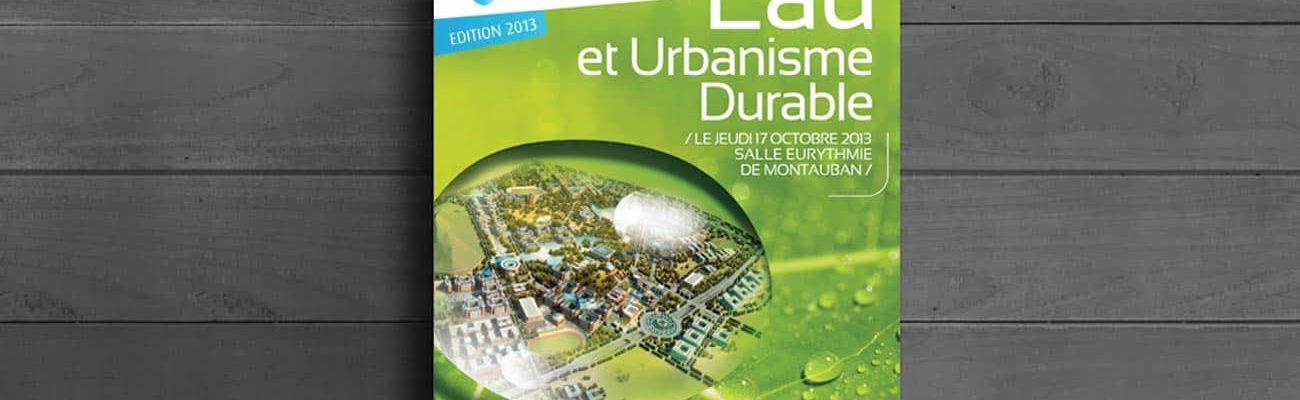 EDITION 2013
Eau
et Urbanisme
Durable
/ LE JEUDI 17 OCTOBRE 2013
SALLE EURYTHMIE
DE MONTAUBAN /